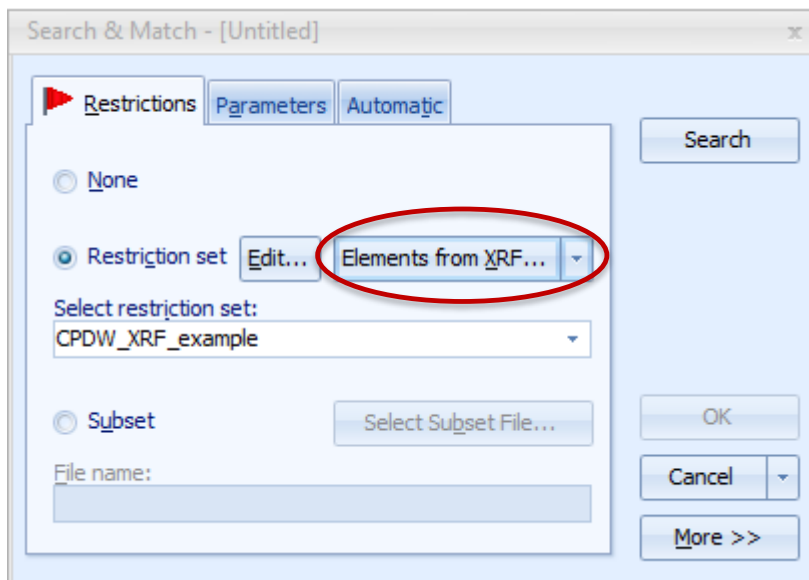 Search & Match - [Untitled]
x
Restrictions Parameters Automatic
Search
None
Restriction set Edit... Elements from XRF...
Select restriction set:
CPDW_XRF_example
Subset Select Subset File... OK
File name: Cancel
More >>